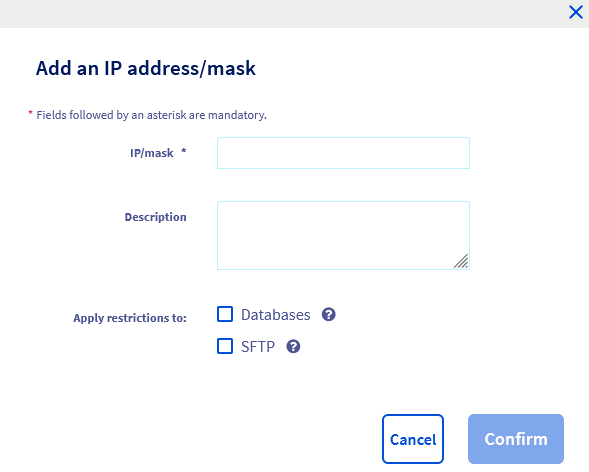 Add an IP address/mask
* Fields followed by an asterisk are mandatory.
IP/mask *
Description
Apply restrictions to:
Databases ?
SFTP ?
Cancel
Confirm